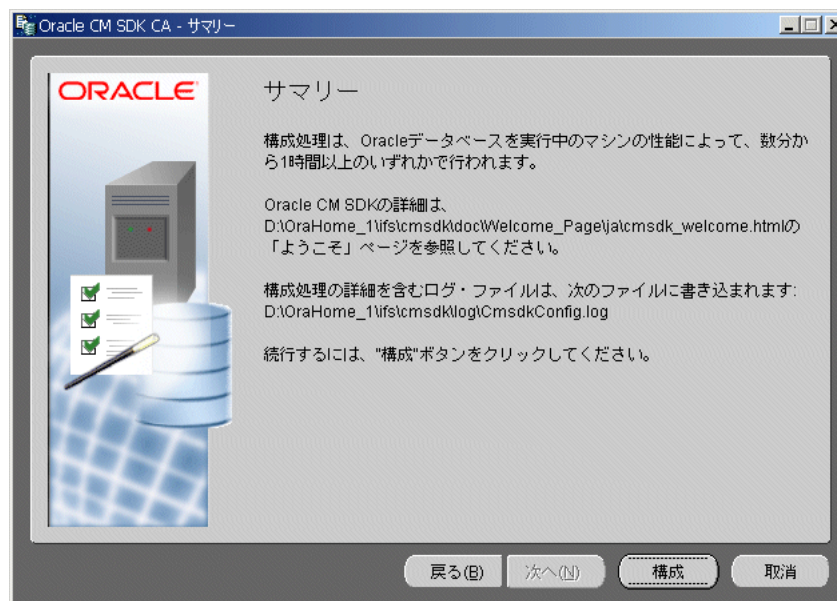 Oracle CM SDK CA - サマリー
ORACLE
サマリー
構成処理は、Oracleデータベースを実行中のマシンの性能によって、数分か
ら1時間以上のいずれかで行われます。
Oracle CM SDKの詳細は、
D:\OraHome_1\ifs\cmsdk\docWelcome_Page\ja\cmsdk_welcome.htmlの
「ようこそ」ページを参照してください。
構成処理の詳細を含むログ・ファイルは、次のファイルに書き込まれます:
D:\OraHome_1\ifs\cmsdk\log\CmsdkConfig.log
続行するには、"構成"ボタンをクリックしてください。
戻る(B) 次へ(N) 構成 取消